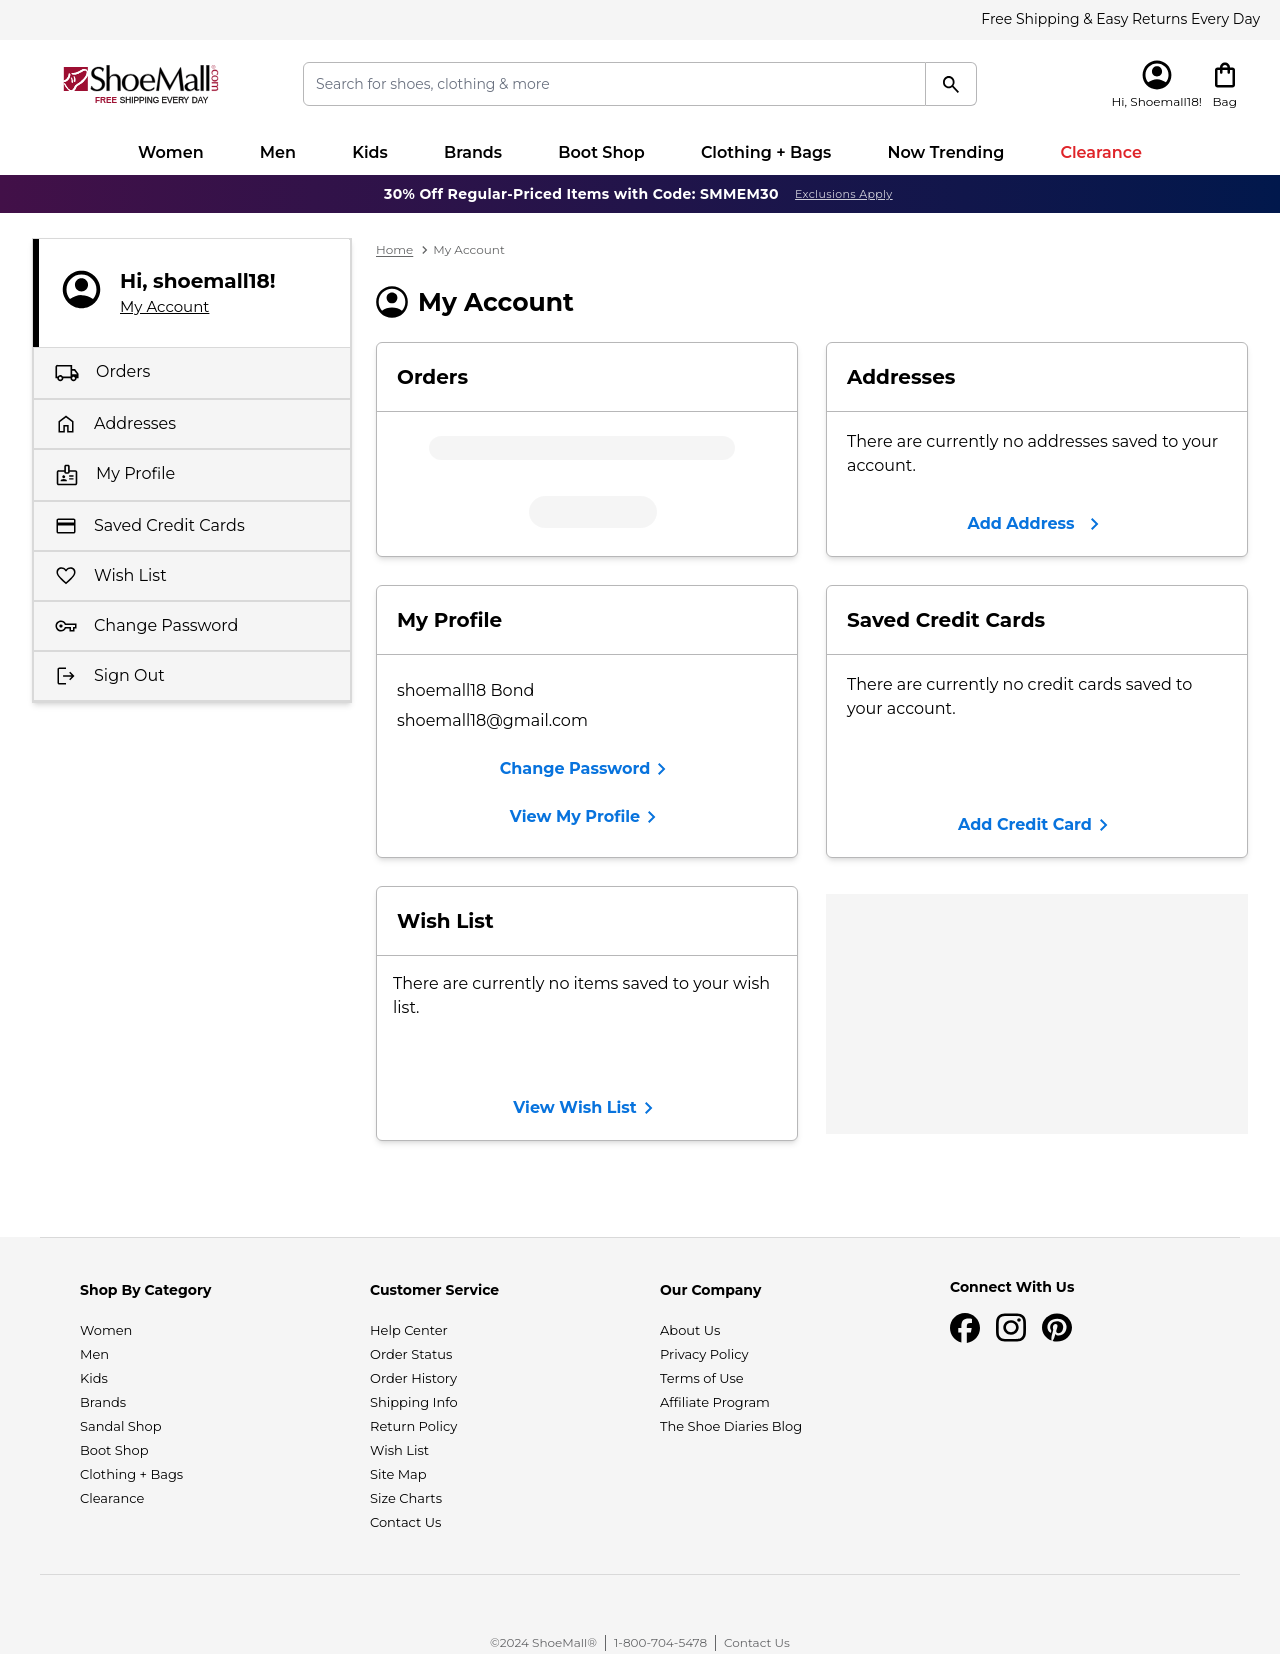 Free Shipping & Easy Returns Every Day
ShoeMall.com
FREE SHIPPING EVERY DAY
Search for shoes, clothing & more
Hi, Shoemall18!
Bag
Women Men Kids Brands Boot Shop Clothing + Bags Now Trending Clearance
30% Off Regular-Priced Items with Code: SMMEM30 Exclusions Apply
Hi, shoemall18!
My Account
Orders
Addresses
My Profile
Saved Credit Cards
Wish List
Change Password
Sign Out
Home > My Account
My Account
Orders
Addresses
There are currently no addresses saved to your
account.
Add Address
My Profile
shoemall18 Bond
shoemall18@gmail.com
Change Password
View My Profile
Saved Credit Cards
There are currently no credit cards saved to
your account.
Add Credit Card
Wish List
There are currently no items saved to your wish
list.
View Wish List
Shop By Category
Women
Men
Kids
Brands
Sandal Shop
Boot Shop
Clothing + Bags
Clearance
Customer Service
Help Center
Order Status
Order History
Shipping Info
Return Policy
Wish List
Site Map
Size Charts
Contact Us
Our Company
About Us
Privacy Policy
Terms of Use
Affiliate Program
The Shoe Diaries Blog
Connect With Us
©2024 ShoeMall® | 1-800-704-5478 | Contact Us